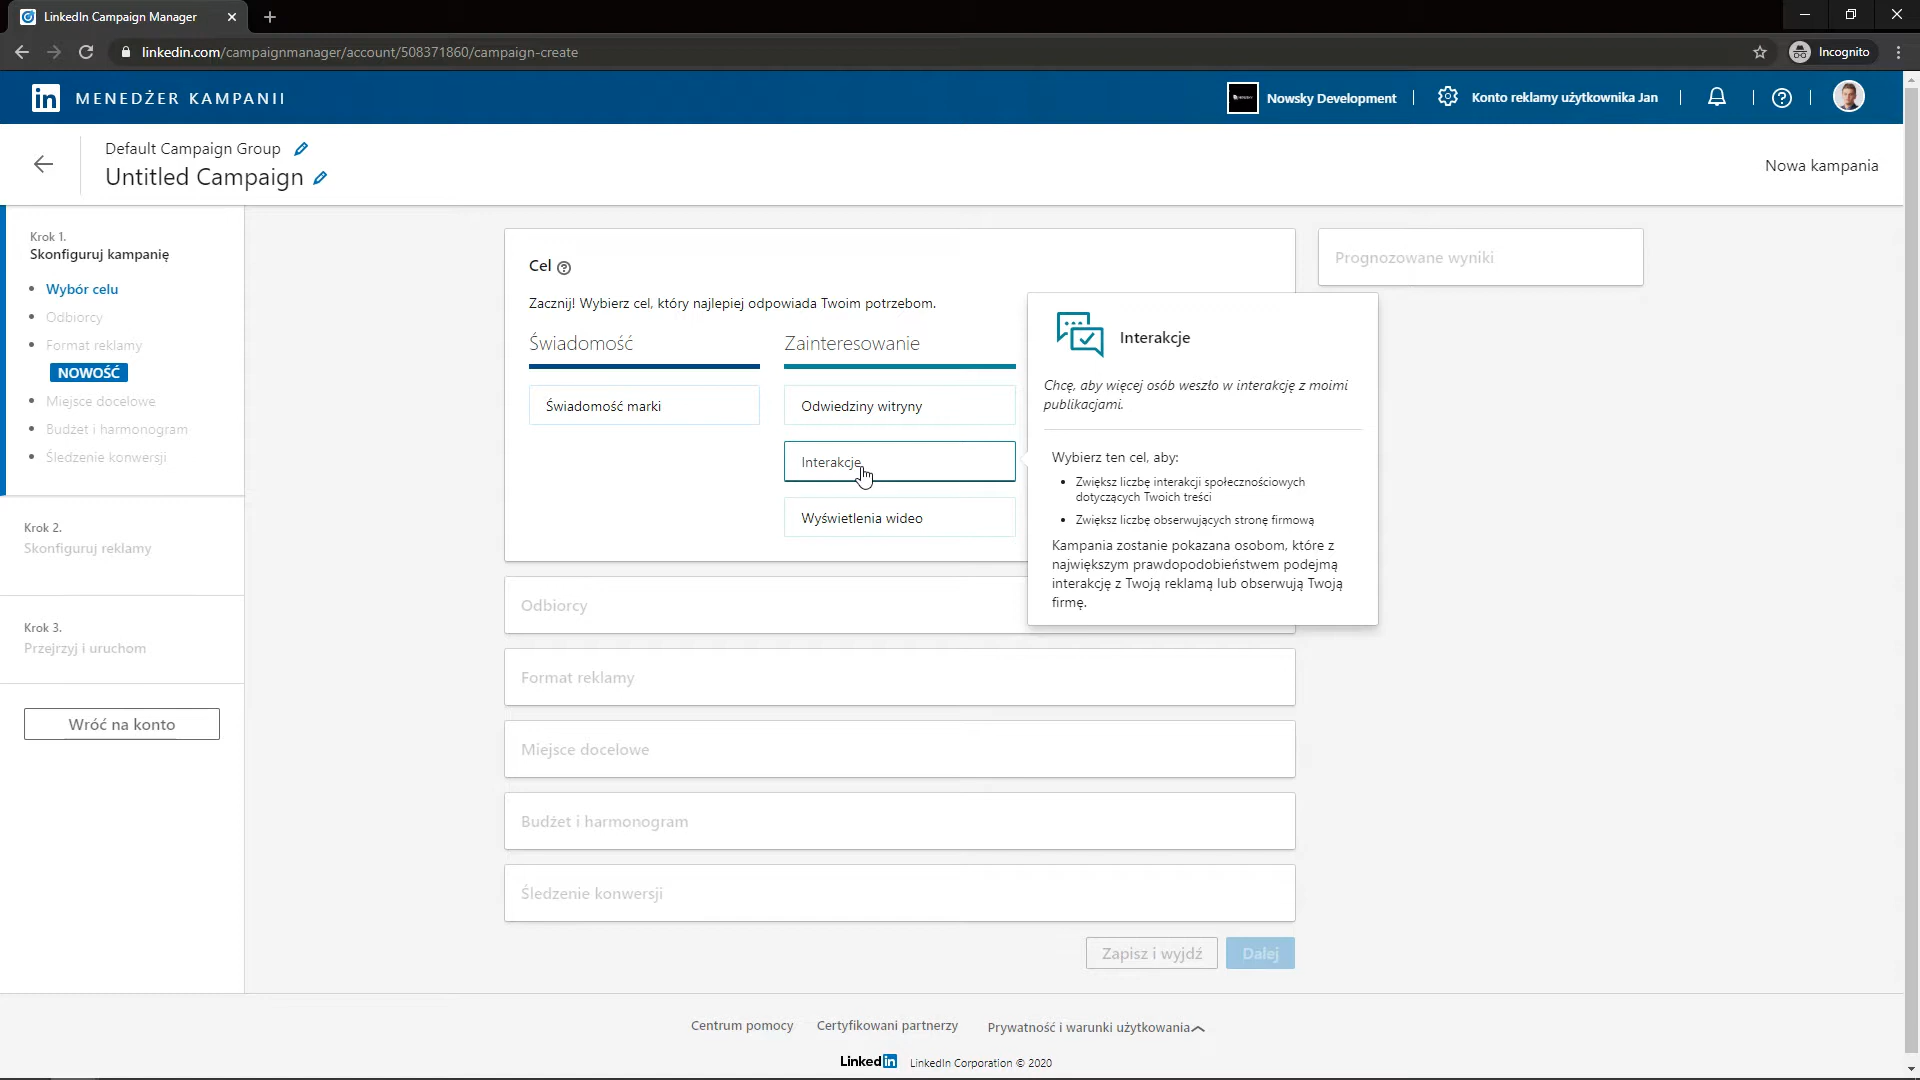 LinkedIn Campaign Manager
linkedin.com/campaignmanager/account/508371860/campaign-create
Incognito
in MENEDŻER KAMPANII
Nowsky Development
Konto reklamy użytkownika Jan
Default Campaign Group
Untitled Campaign
Nowa kampania
Krok 1.
Skonfiguruj kampanię
Wybór celu
Odbiorcy
Format reklamy
NOWOŚĆ
Miejsce docelowe
Budżet i harmonogram
Śledzenie konwersji
Krok 2.
Skonfiguruj reklamy
Krok 3.
Przejrzyj i uruchom
Wróć na konto
Cel
Zacznij! Wybierz cel, który najlepiej odpowiada Twoim potrzebom.
Świadomość
Świadomość marki
Zainteresowanie
Odwiedziny witryny
Interakcje
Wyświetlenia wideo
Interakcje
Chcę, aby więcej osób weszło w interakcję z moimi
publikacjami.
Wybierz ten cel, aby:
Zwiększ liczbę interakcji społecznościowych
dotyczących Twoich treści
Zwiększ liczbę obserwujących stronę firmową
Kampania zostanie pokazana osobom, które z
największym prawdopodobieństwem podejmą
interakcję z Twoją reklamą lub obserwują Twoją
firmę.
Prognozowane wyniki
Odbiorcy
Format reklamy
Miejsce docelowe
Budżet i harmonogram
Śledzenie konwersji
Zapisz i wyjdź
Dalej
Centrum pomocy
Certyfikowani partnerzy
Prywatność i warunki użytkowania
LinkedIn
LinkedIn Corporation © 2020